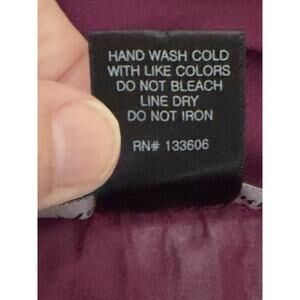 HAND WASH COLD
WITH LIKE COLORS
DO NOT BLEACH
LINE DRY
DO NOT IRON
RN# 133606